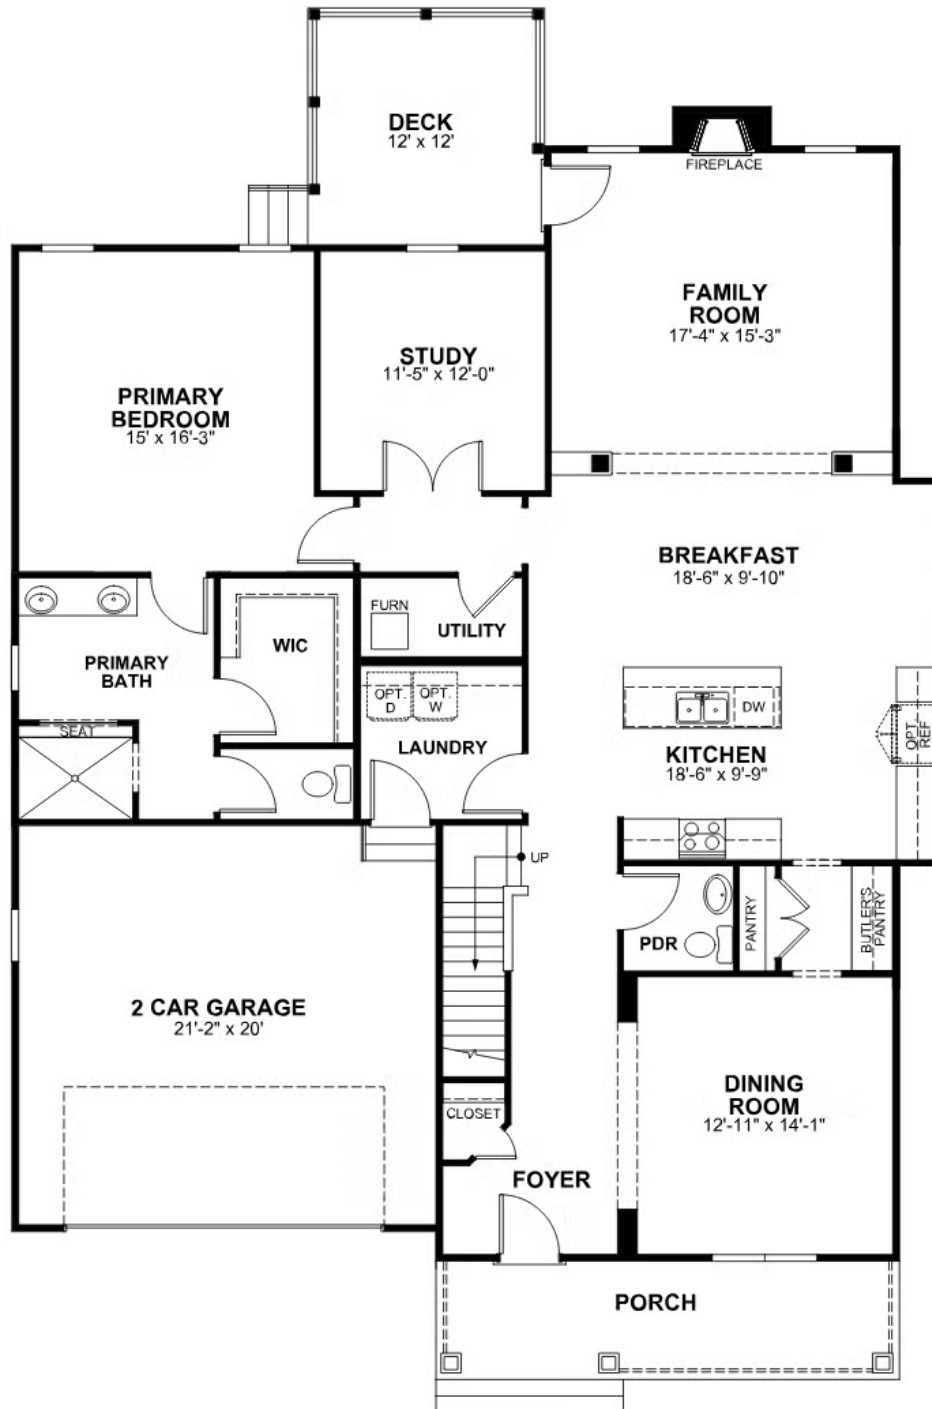 DECK
12' x 12'
FIREPLACE
FAMILY
ROOM
17'-4" x 15'-3"
STUDY
11'-5" x 12'-0"
PRIMARY
BEDROOM
15' x 16'-3"
BREAKFAST
18'-6" x 9'-10"
FURN
UTILITY
WIC
PRIMARY
BATH
OPT.
D
OPT.
W
LAUNDRY
SEAT
DW
KITCHEN
18'-6" x 9'-9"
OPT.
REF
UP
PDR
PANTRY
BUTLER'S
PANTRY
2 CAR GARAGE
21'-2" x 20'
DINING
ROOM
12'-11" x 14'-1"
CLOSET
FOYER
PORCH